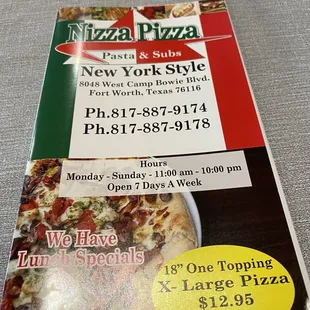 Nizza Pizza
Pasta & Subs
New York Style
8048 West Camp Bowie Blvd.
Fort Worth, Texas 76116
Ph.817-887-9174
Ph.817-887-9178
Hours
Monday - Sunday - 11:00 am - 10:00 pm
Open 7 Days A Week
We Have
Lunch Specials
18" One Topping
X- Large Pizza
$12.95